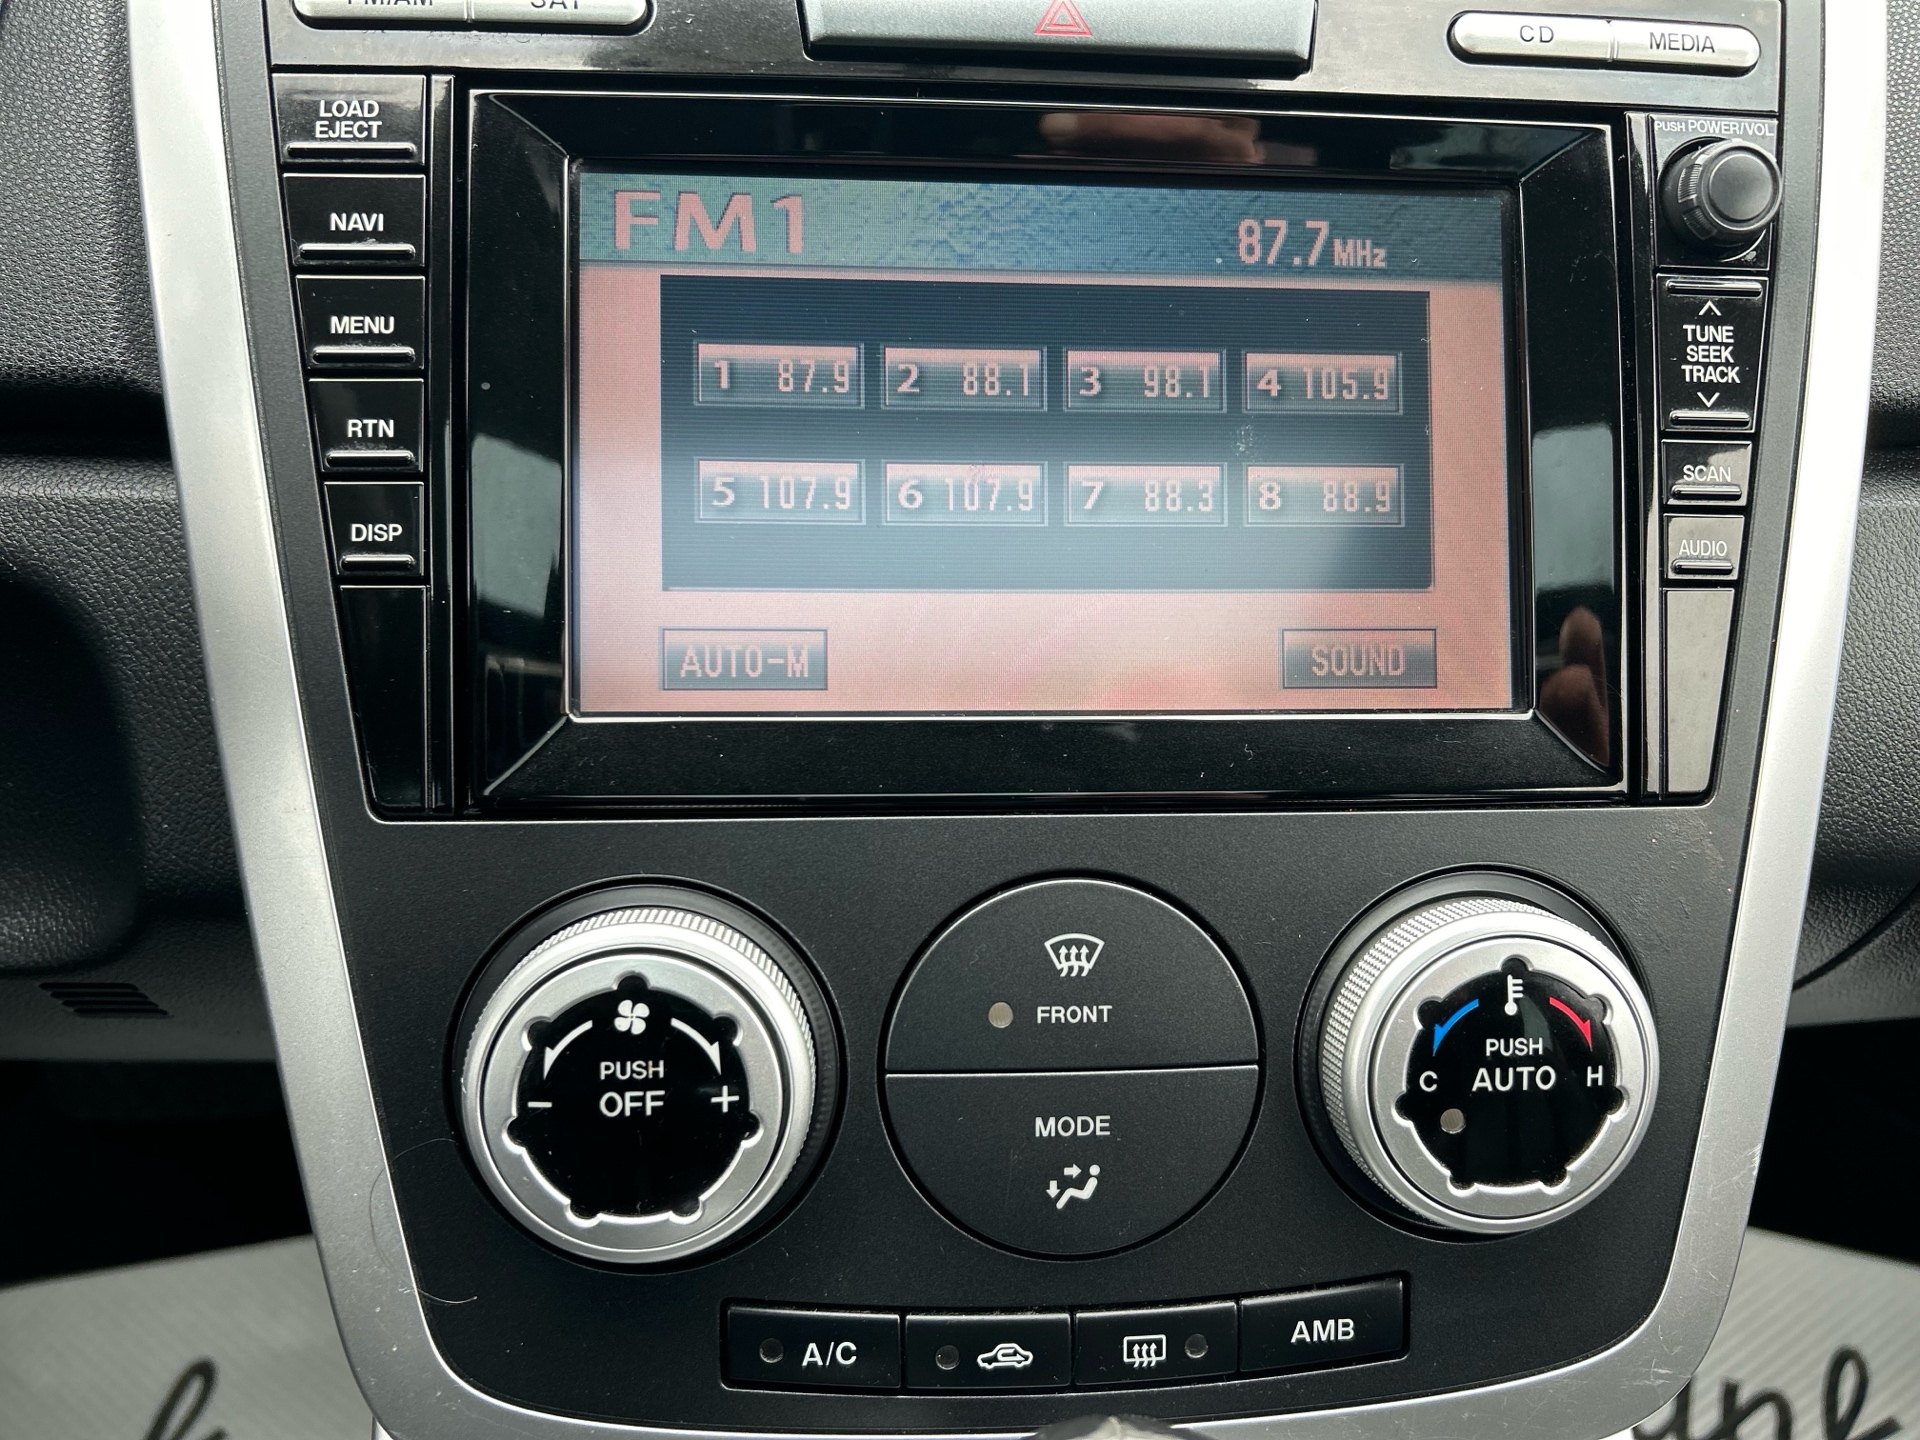 FM/AM SAT
CD MEDIA
LOAD
EJECT
NAVI
MENU
RTN
DISP
PUSH POWER/VOL
TUNE
SEEK
TRACK
SCAN
AUDIO
FM1
87.7 MHz
1 87.9 2 88.1 3 98.1 4 105.9
5 107.9 6 107.9 7 88.3 8 88.9
AUTO-M SOUND
PUSH
- OFF +
FRONT
MODE
PUSH
C AUTO H
A/C
AMB